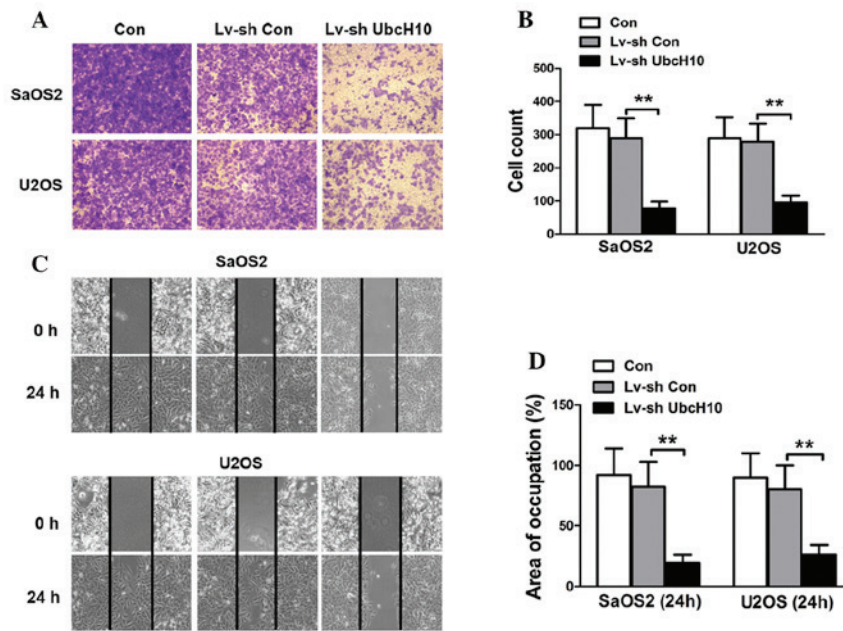 A
Con
Lv-sh Con
Lv-sh UbcH10
SaOS2
U2OS
B
Con
Lv-sh Con
Lv-sh UbcH10
Cell count
500
400
300
200
100
0
**
**
SaOS2
U2OS
C
SaOS2
0 h
24 h
U2OS
0 h
24 h
D
Con
Lv-sh Con
Lv-sh UbcH10
Area of occupation (%)
150
100
50
0
**
**
SaOS2 (24h)
U2OS (24h)